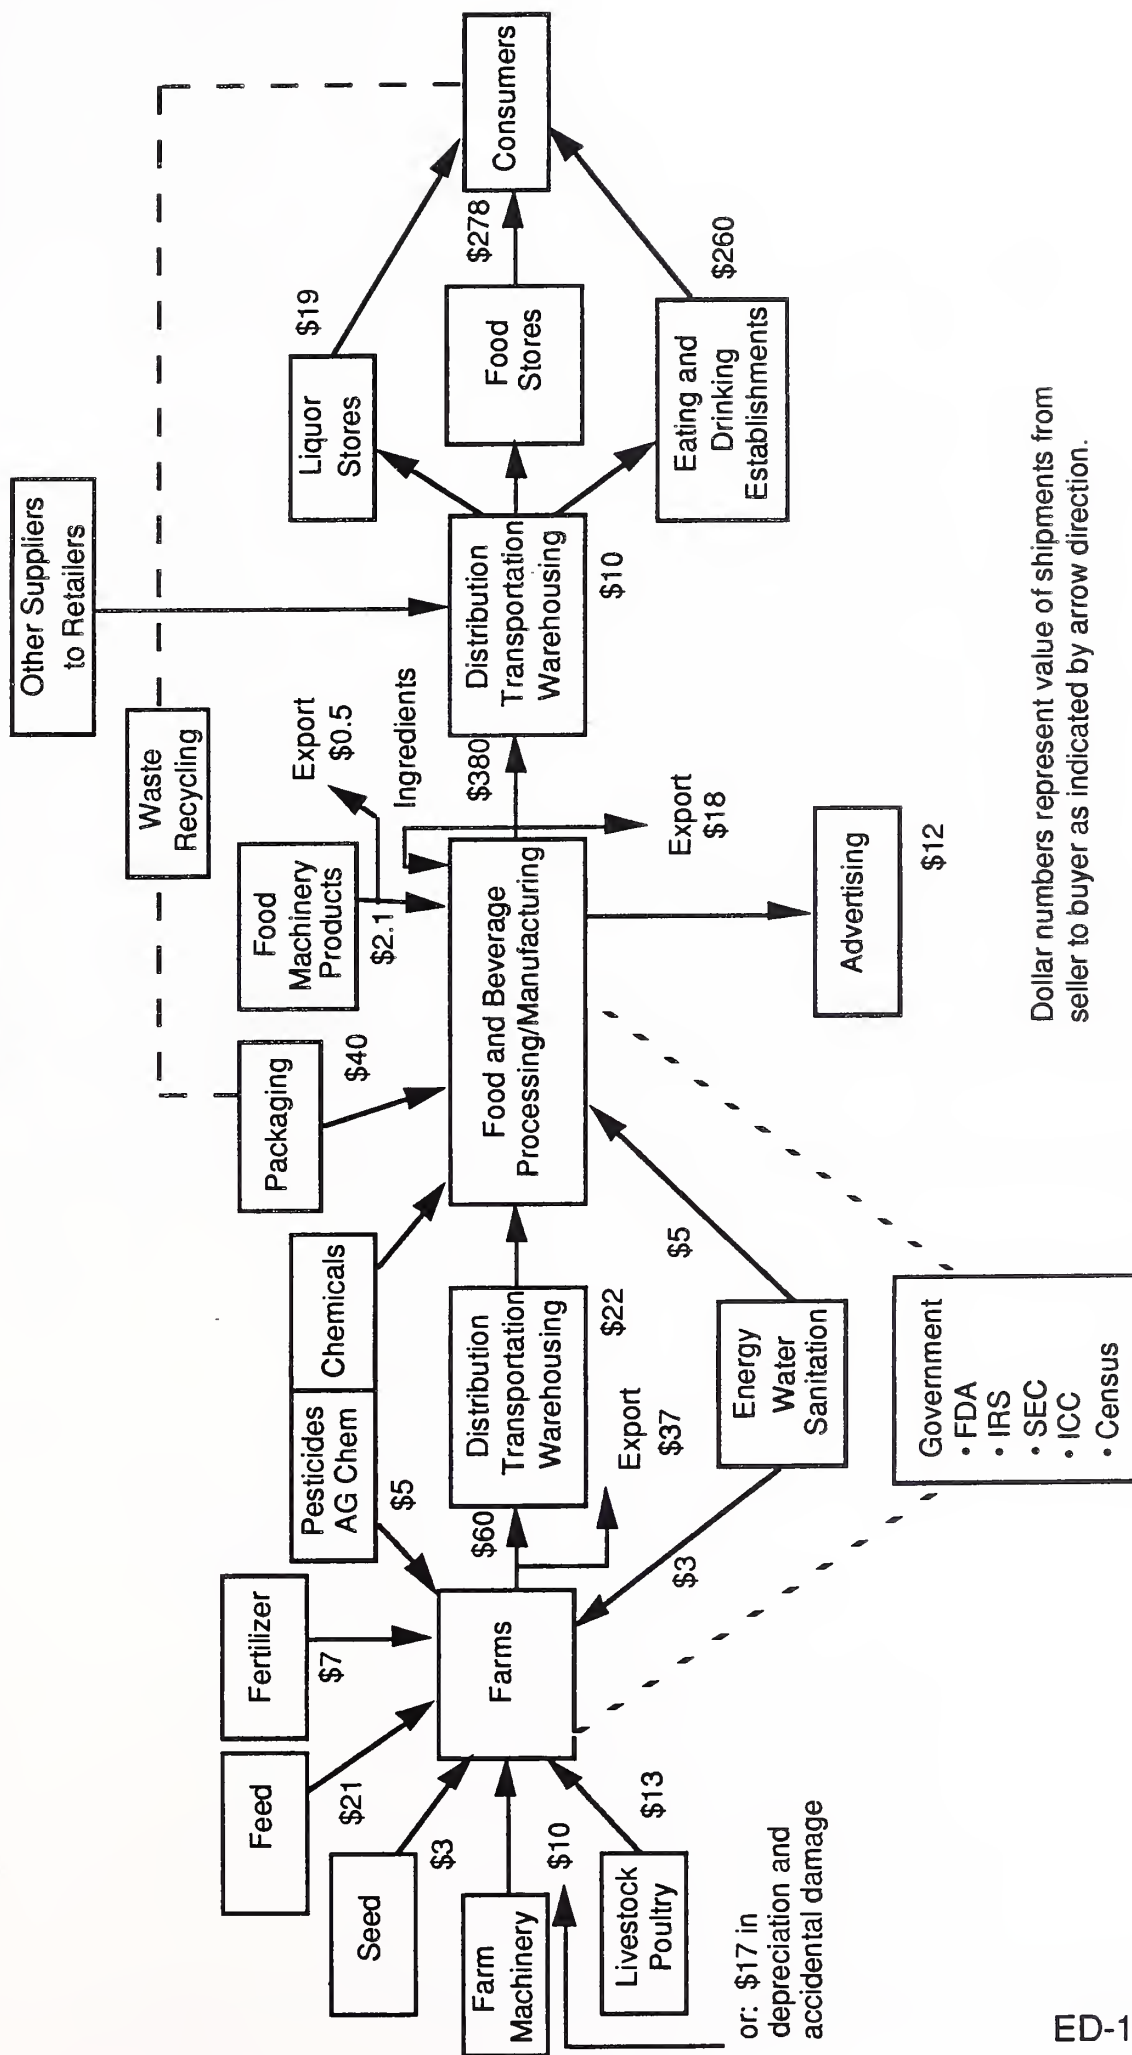 Feed
$21
Fertilizer
$7
Seed
$3
Pesticides
AG Chem
$5
Chemicals
Packaging
$40
Waste
Recycling
Food
Machinery
Products
$2.1
Export
$0.5
Ingredients
Other Suppliers
to Retailers
Liquor
Stores
$19
Farm
Machinery
$10
or: $17 in
depreciation and
accidental damage
Livestock
Poultry
$13
Farms
$60
Export
$37
Distribution
Transportation
Warehousing
$22
Food and Beverage
Processing/Manufacturing
$380
Export
$18
Distribution
Transportation
Warehousing
$10
Food
Stores
$278
Consumers
Eating and
Drinking
Establishments
$260
Energy
Water
Sanitation
$3
$5
Advertising
$12
Government
• FDA
• IRS
• SEC
• ICC
• Census
Dollar numbers represent value of shipments from
seller to buyer as indicated by arrow direction.
ED-1